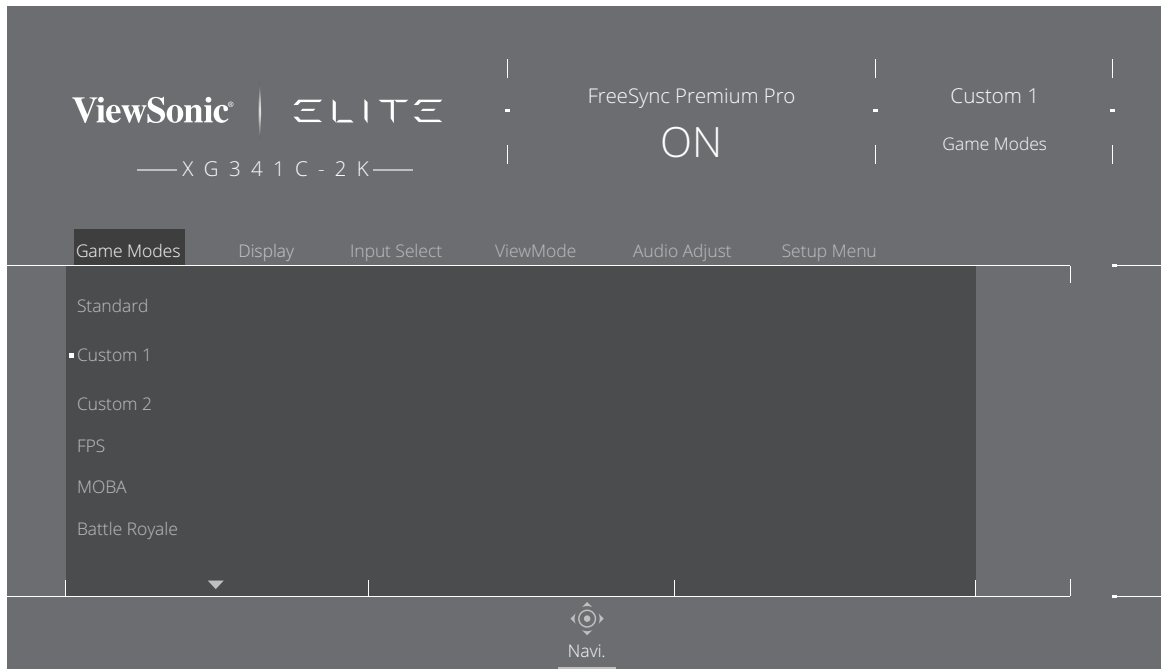 ViewSonic® ELITE
XG341C-2K
FreeSync Premium Pro
ON
Custom 1
Game Modes
Game Modes Display Input Select ViewMode Audio Adjust Setup Menu
Standard
Custom 1
Custom 2
FPS
MOBA
Battle Royale
Navi.